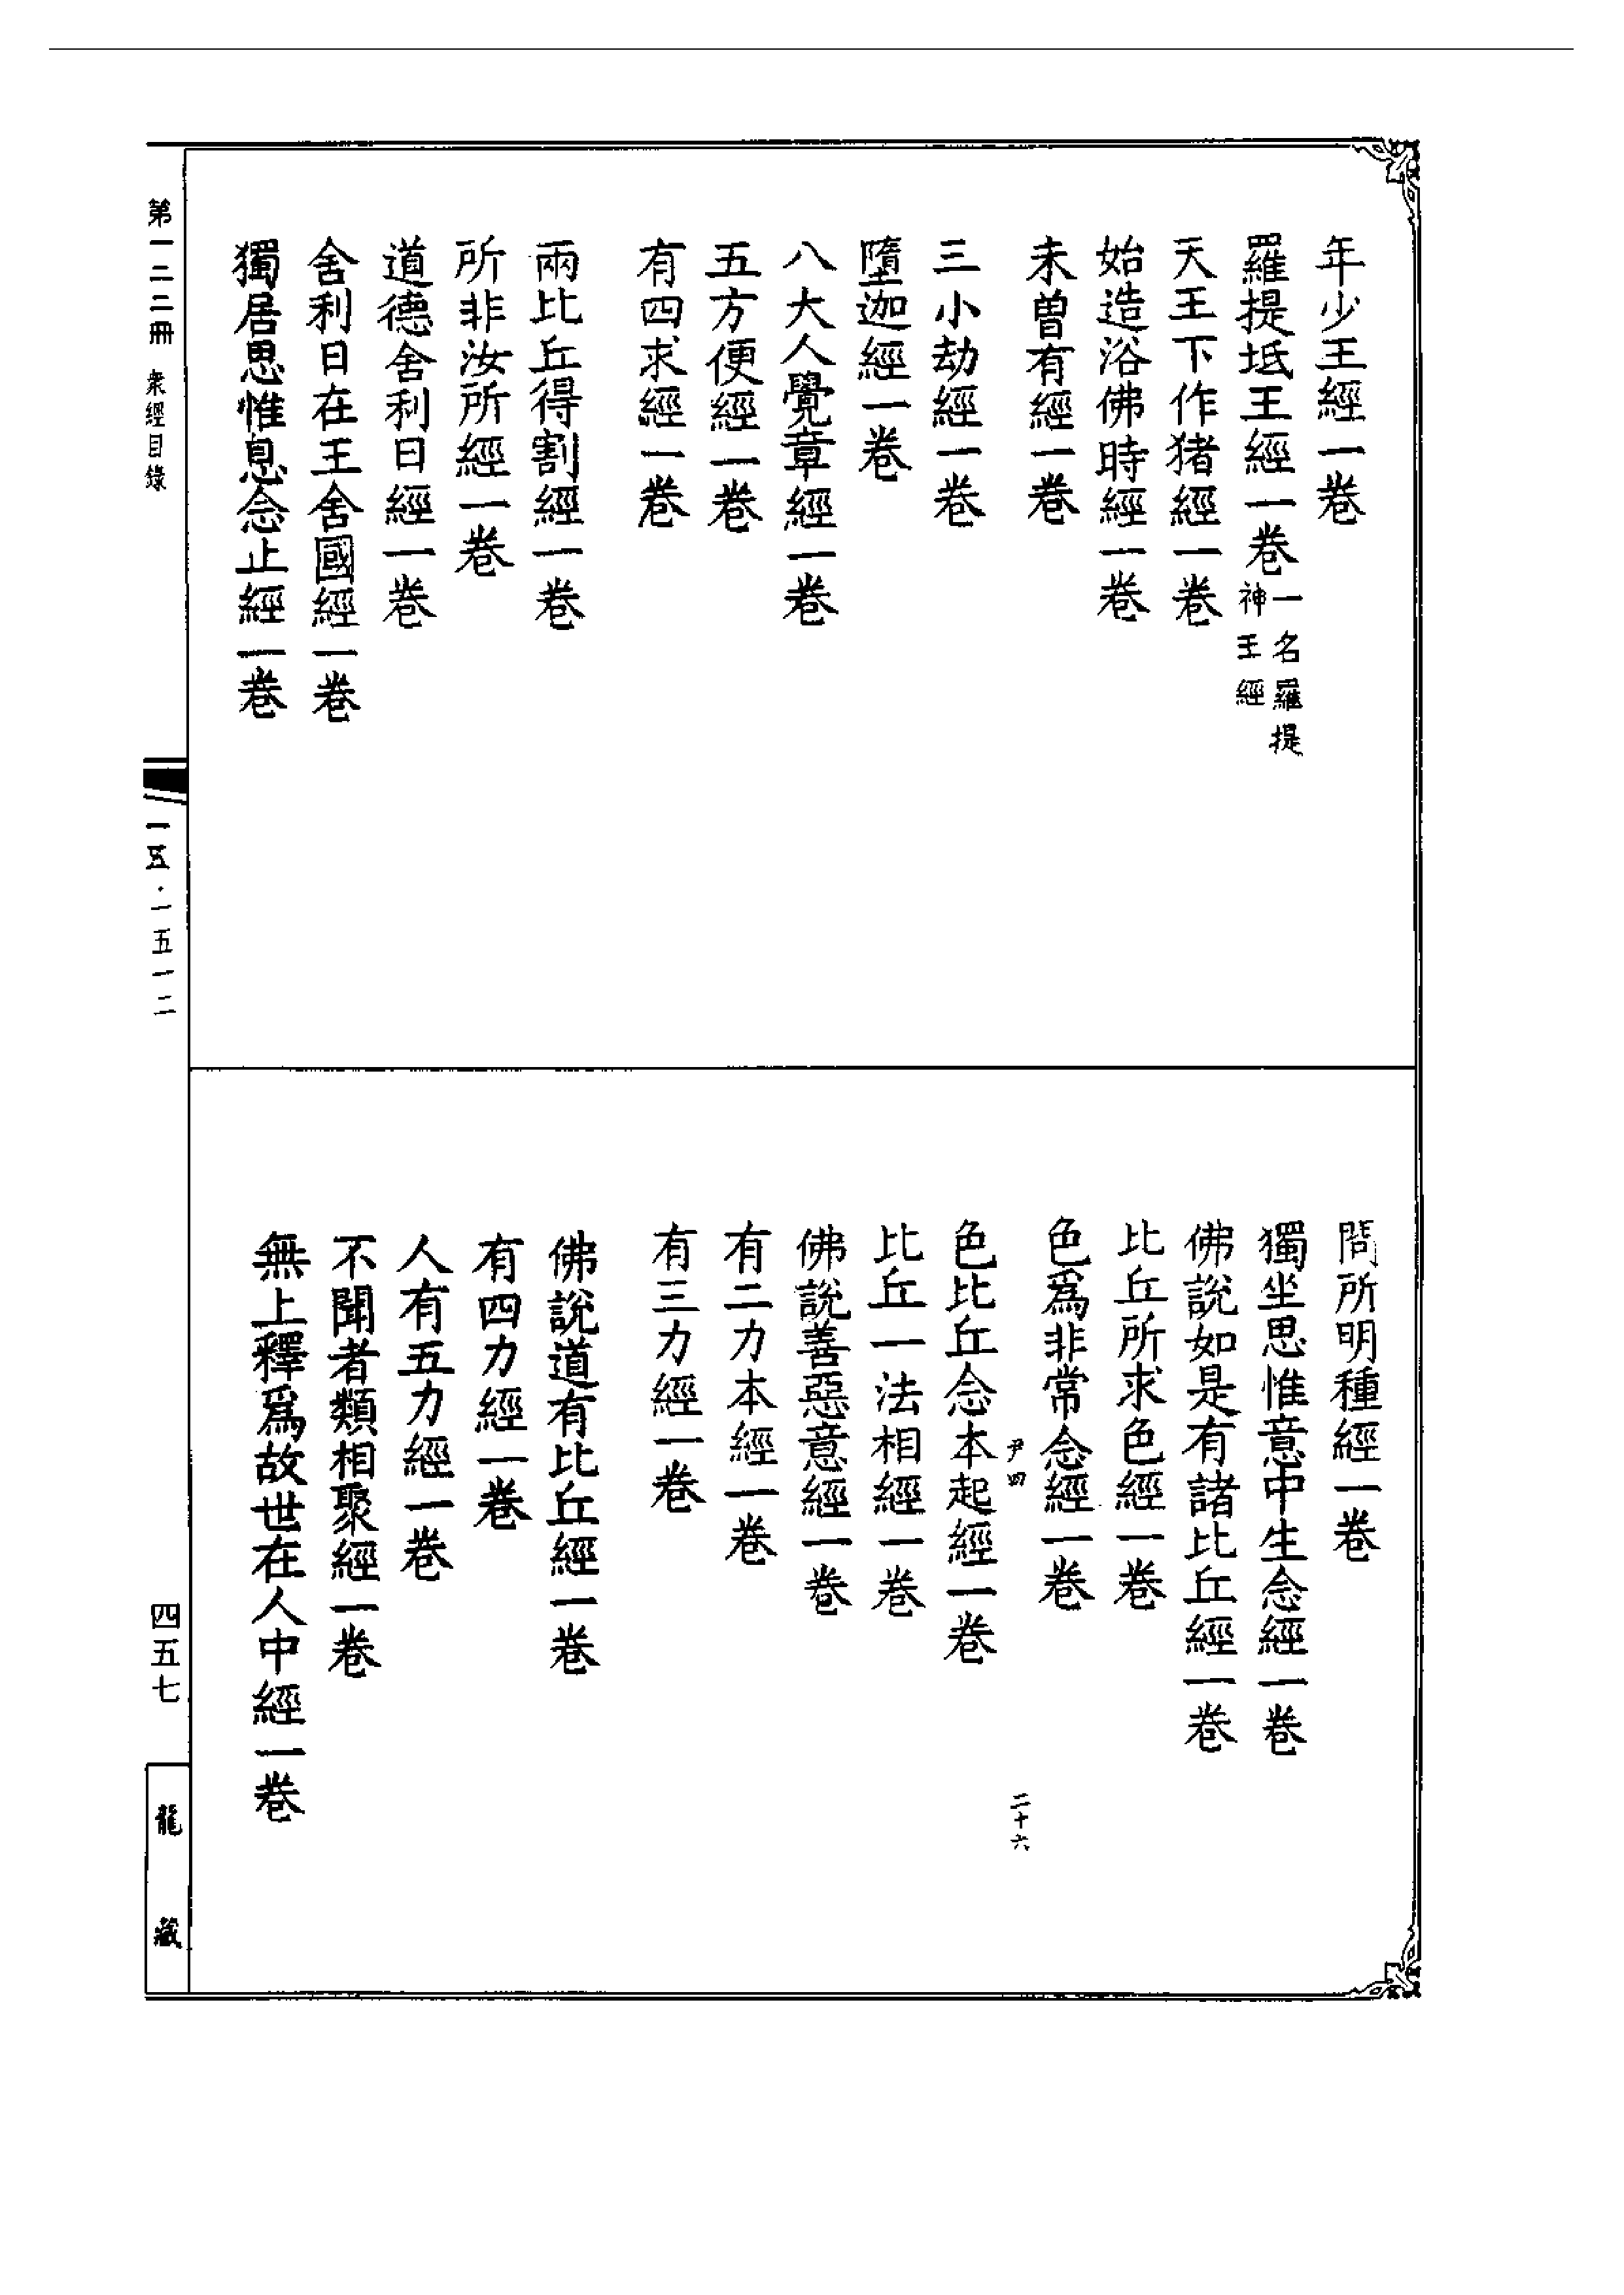 年少王經一卷
羅提坻王經一卷一名羅提神王經
天王下作猪經一卷
始造浴佛時經一卷
未曽有經一卷
三小劫經一卷
墮迦經一卷
八大人覺章經一卷
五方便經一卷
有四求經一卷
兩比丘得割經一卷
所非汝所經一卷
道德舍利日經一卷
舍利日在王舍國經一卷
獨居思惟息念止經一卷
問所明種經一卷
獨坐思惟意中生念經一卷
佛說如是有諸比丘經一卷
比丘所求色經一卷
色爲非常念經一卷
尹四 二十六
色比丘念本起經一卷
比丘一法相經一卷
佛說善惡意經一卷
有二力本經一卷
有三力經一卷
佛說道有比丘經一卷
有四力經一卷
人有五力經一卷
不聞者類相聚經一卷
無上釋爲故世在人中經一卷
第一二二冊 衆經目錄 一五·一五一二 四五七 龍藏